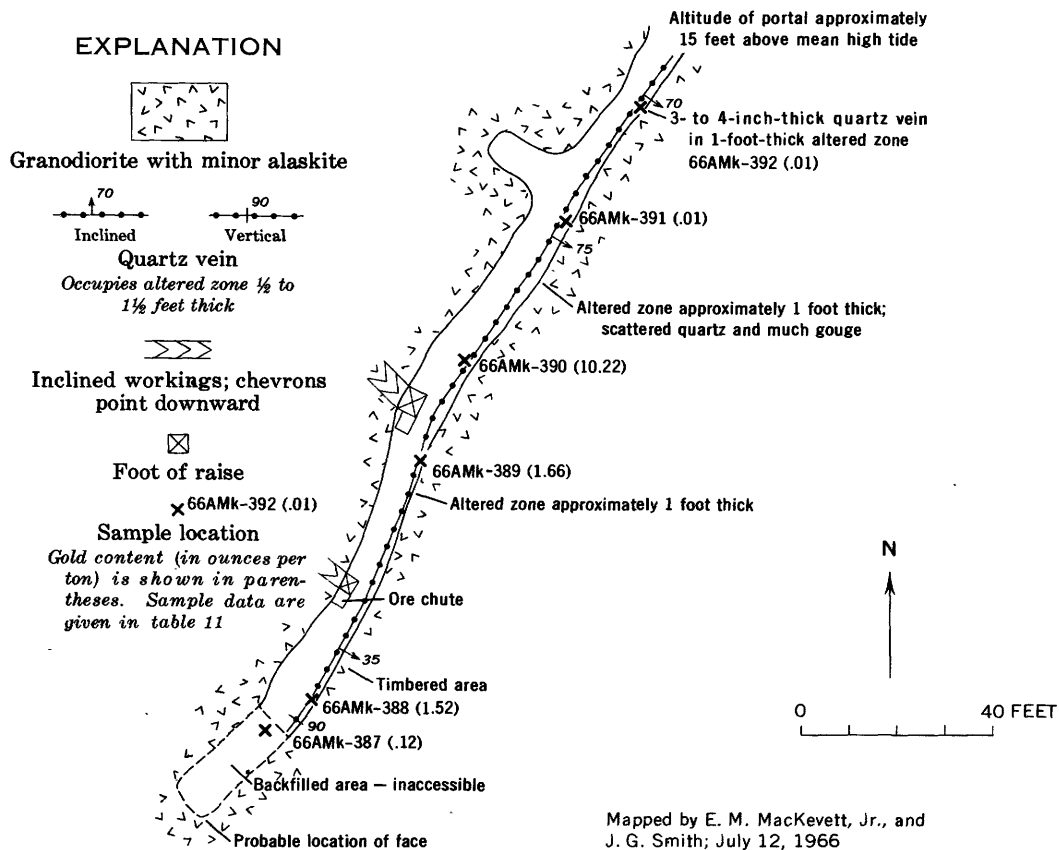 EXPLANATION
Granodiorite with minor alaskite
70
90
Inclined
Vertical
Quartz vein
Occupies altered zone ½ to
1½ feet thick
Inclined workings; chevrons
point downward
Foot of raise
66AMk-392 (.01)
Sample location
Gold content (in ounces per
ton) is shown in paren-
theses. Sample data are
given in table 11
Altitude of portal approximately
15 feet above mean high tide
70
3- to 4-inch-thick quartz vein
in 1-foot-thick altered zone
66AMk-392 (.01)
66AMk-391 (.01)
75
Altered zone approximately 1 foot thick;
scattered quartz and much gouge
66AMk-390 (10.22)
66AMk-389 (1.66)
Altered zone approximately 1 foot thick
Ore chute
35
Timbered area
66AMk-388 (1.52)
90
66AMk-387 (.12)
Backfilled area — inaccessible
Probable location of face
N
0
40 FEET
Mapped by E. M. MacKevett, Jr., and
J. G. Smith; July 12, 1966